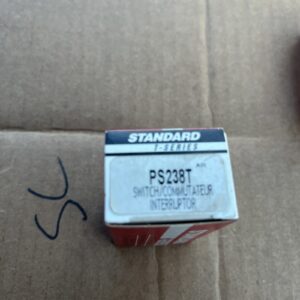 STANDARD
T-SERIES
PS238T
SWITCH/COMMUTATEUR
INTERRUPTOR